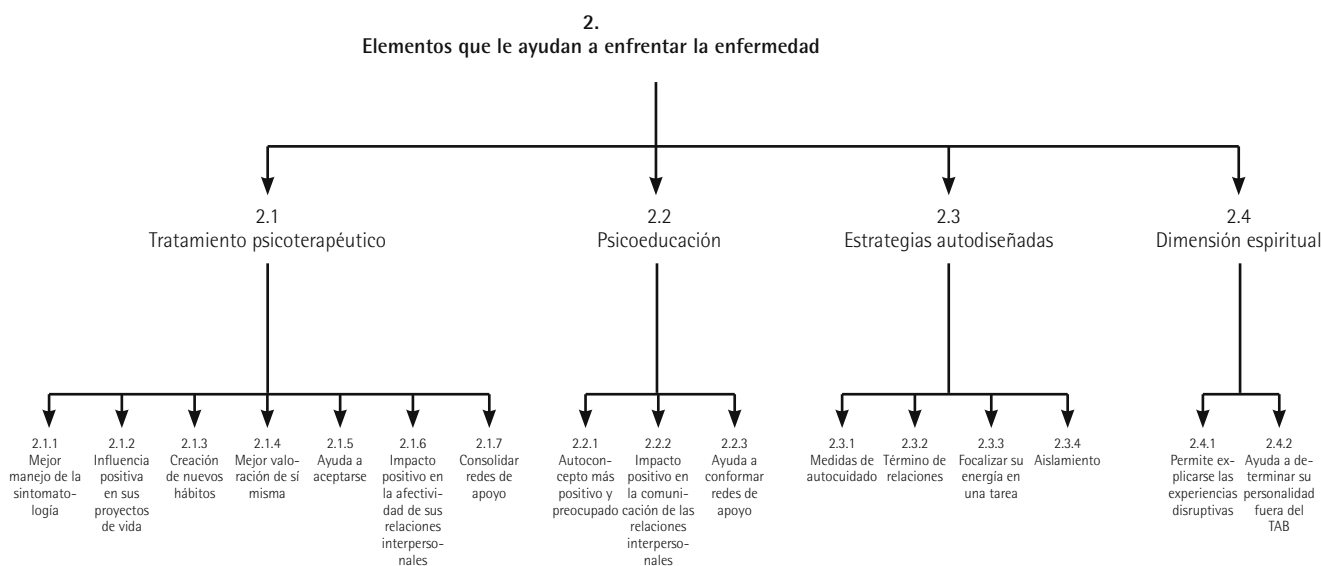 2.
Elementos que le ayudan a enfrentar la enfermedad
2.1
Tratamiento psicoterapéutico
2.2
Psicoeducación
2.3
Estrategias autodiseñadas
2.4
Dimensión espiritual
2.1.1
Mejor
manejo de la
sintomato-
logía
2.1.2
Influencia
positiva
en sus
proyectos
de vida
2.1.3
Creación
de nuevos
hábitos
2.1.4
Mejor valo-
ración de sí
misma
2.1.5
Ayuda a
aceptarse
2.1.6
Impacto
positivo en
la afectivi-
dad de sus
relaciones
interperso-
nales
2.1.7
Consolidar
redes de
apoyo
2.2.1
Autocon-
cepto más
positivo y
preocupado
2.2.2
Impacto
positivo en
la comuni-
cación de las
relaciones
interperso-
nales
2.2.3
Ayuda a
conformar
redes de
apoyo
2.3.1
Medidas de
autocuidado
2.3.2
Término de
relaciones
2.3.3
Focalizar su
energía en
una tarea
2.3.4
Aislamiento
2.4.1
Permite ex-
plicarse las
experiencias
disruptivas
2.4.2
Ayuda a de-
terminar su
personalidad
fuera del
TAB